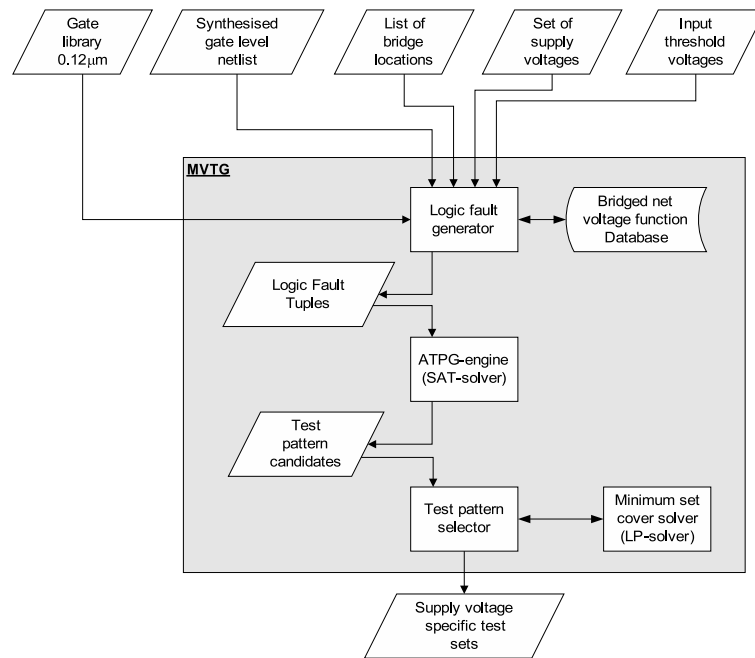 Gate
library
0.12μm
Synthesised
gate level
netlist
List of
bridge
locations
Set of
supply
voltages
Input
threshold
voltages
MVTG
Logic fault
generator
Bridged net
voltage function
Database
Logic Fault
Tuples
ATPG-engine
(SAT-solver)
Test
pattern
candidates
Test pattern
selector
Minimum set
cover solver
(LP-solver)
Supply voltage
specific test
sets